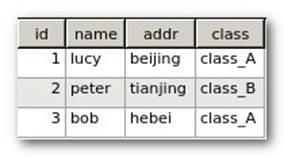 id name addr class
1 lucy beijing class_A
2 peter tianjing class_B
3 bob hebei class_A